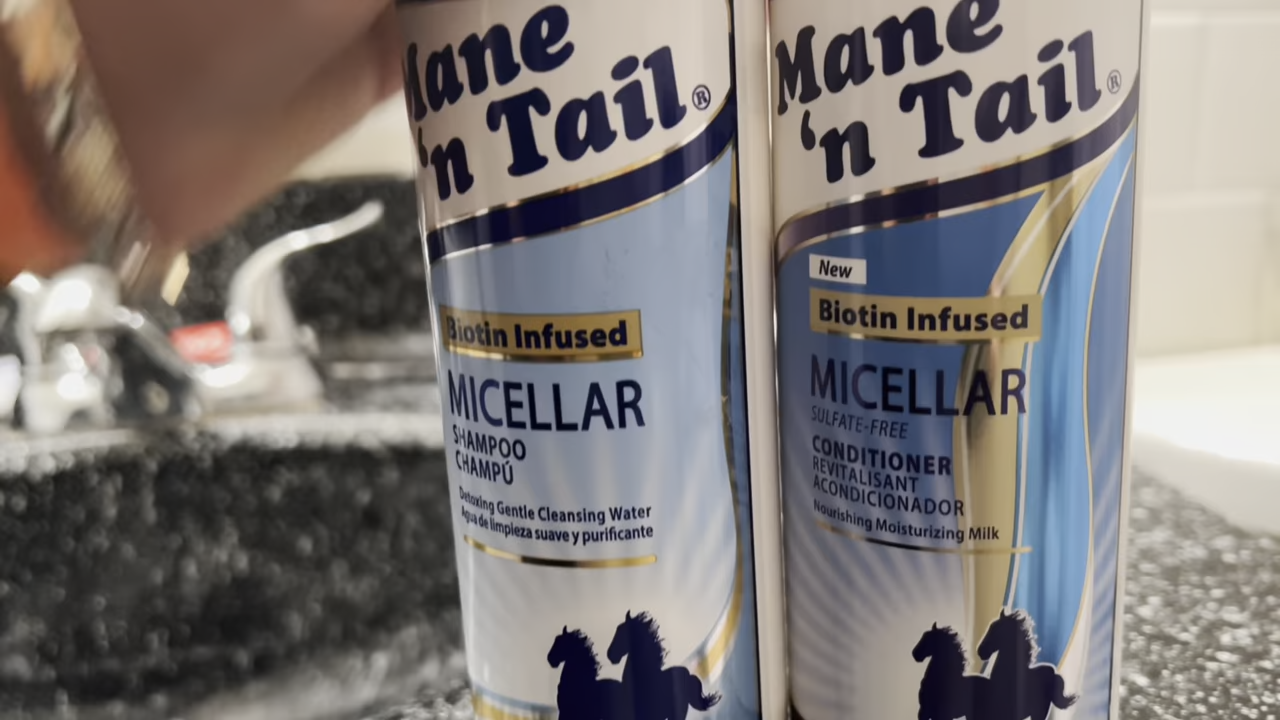 Mane
'n Tail®
Biotin Infused
MICELLAR
SHAMPOO
CHAMPÚ
Detoxing Gentle Cleansing Water
Agua de limpieza suave y purificante
Mane
'n Tail®
New
Biotin Infused
MICELLAR
SULFATE-FREE
CONDITIONER
REVITALISANT
ACONDICIONADOR
Nourishing Moisturizing Milk